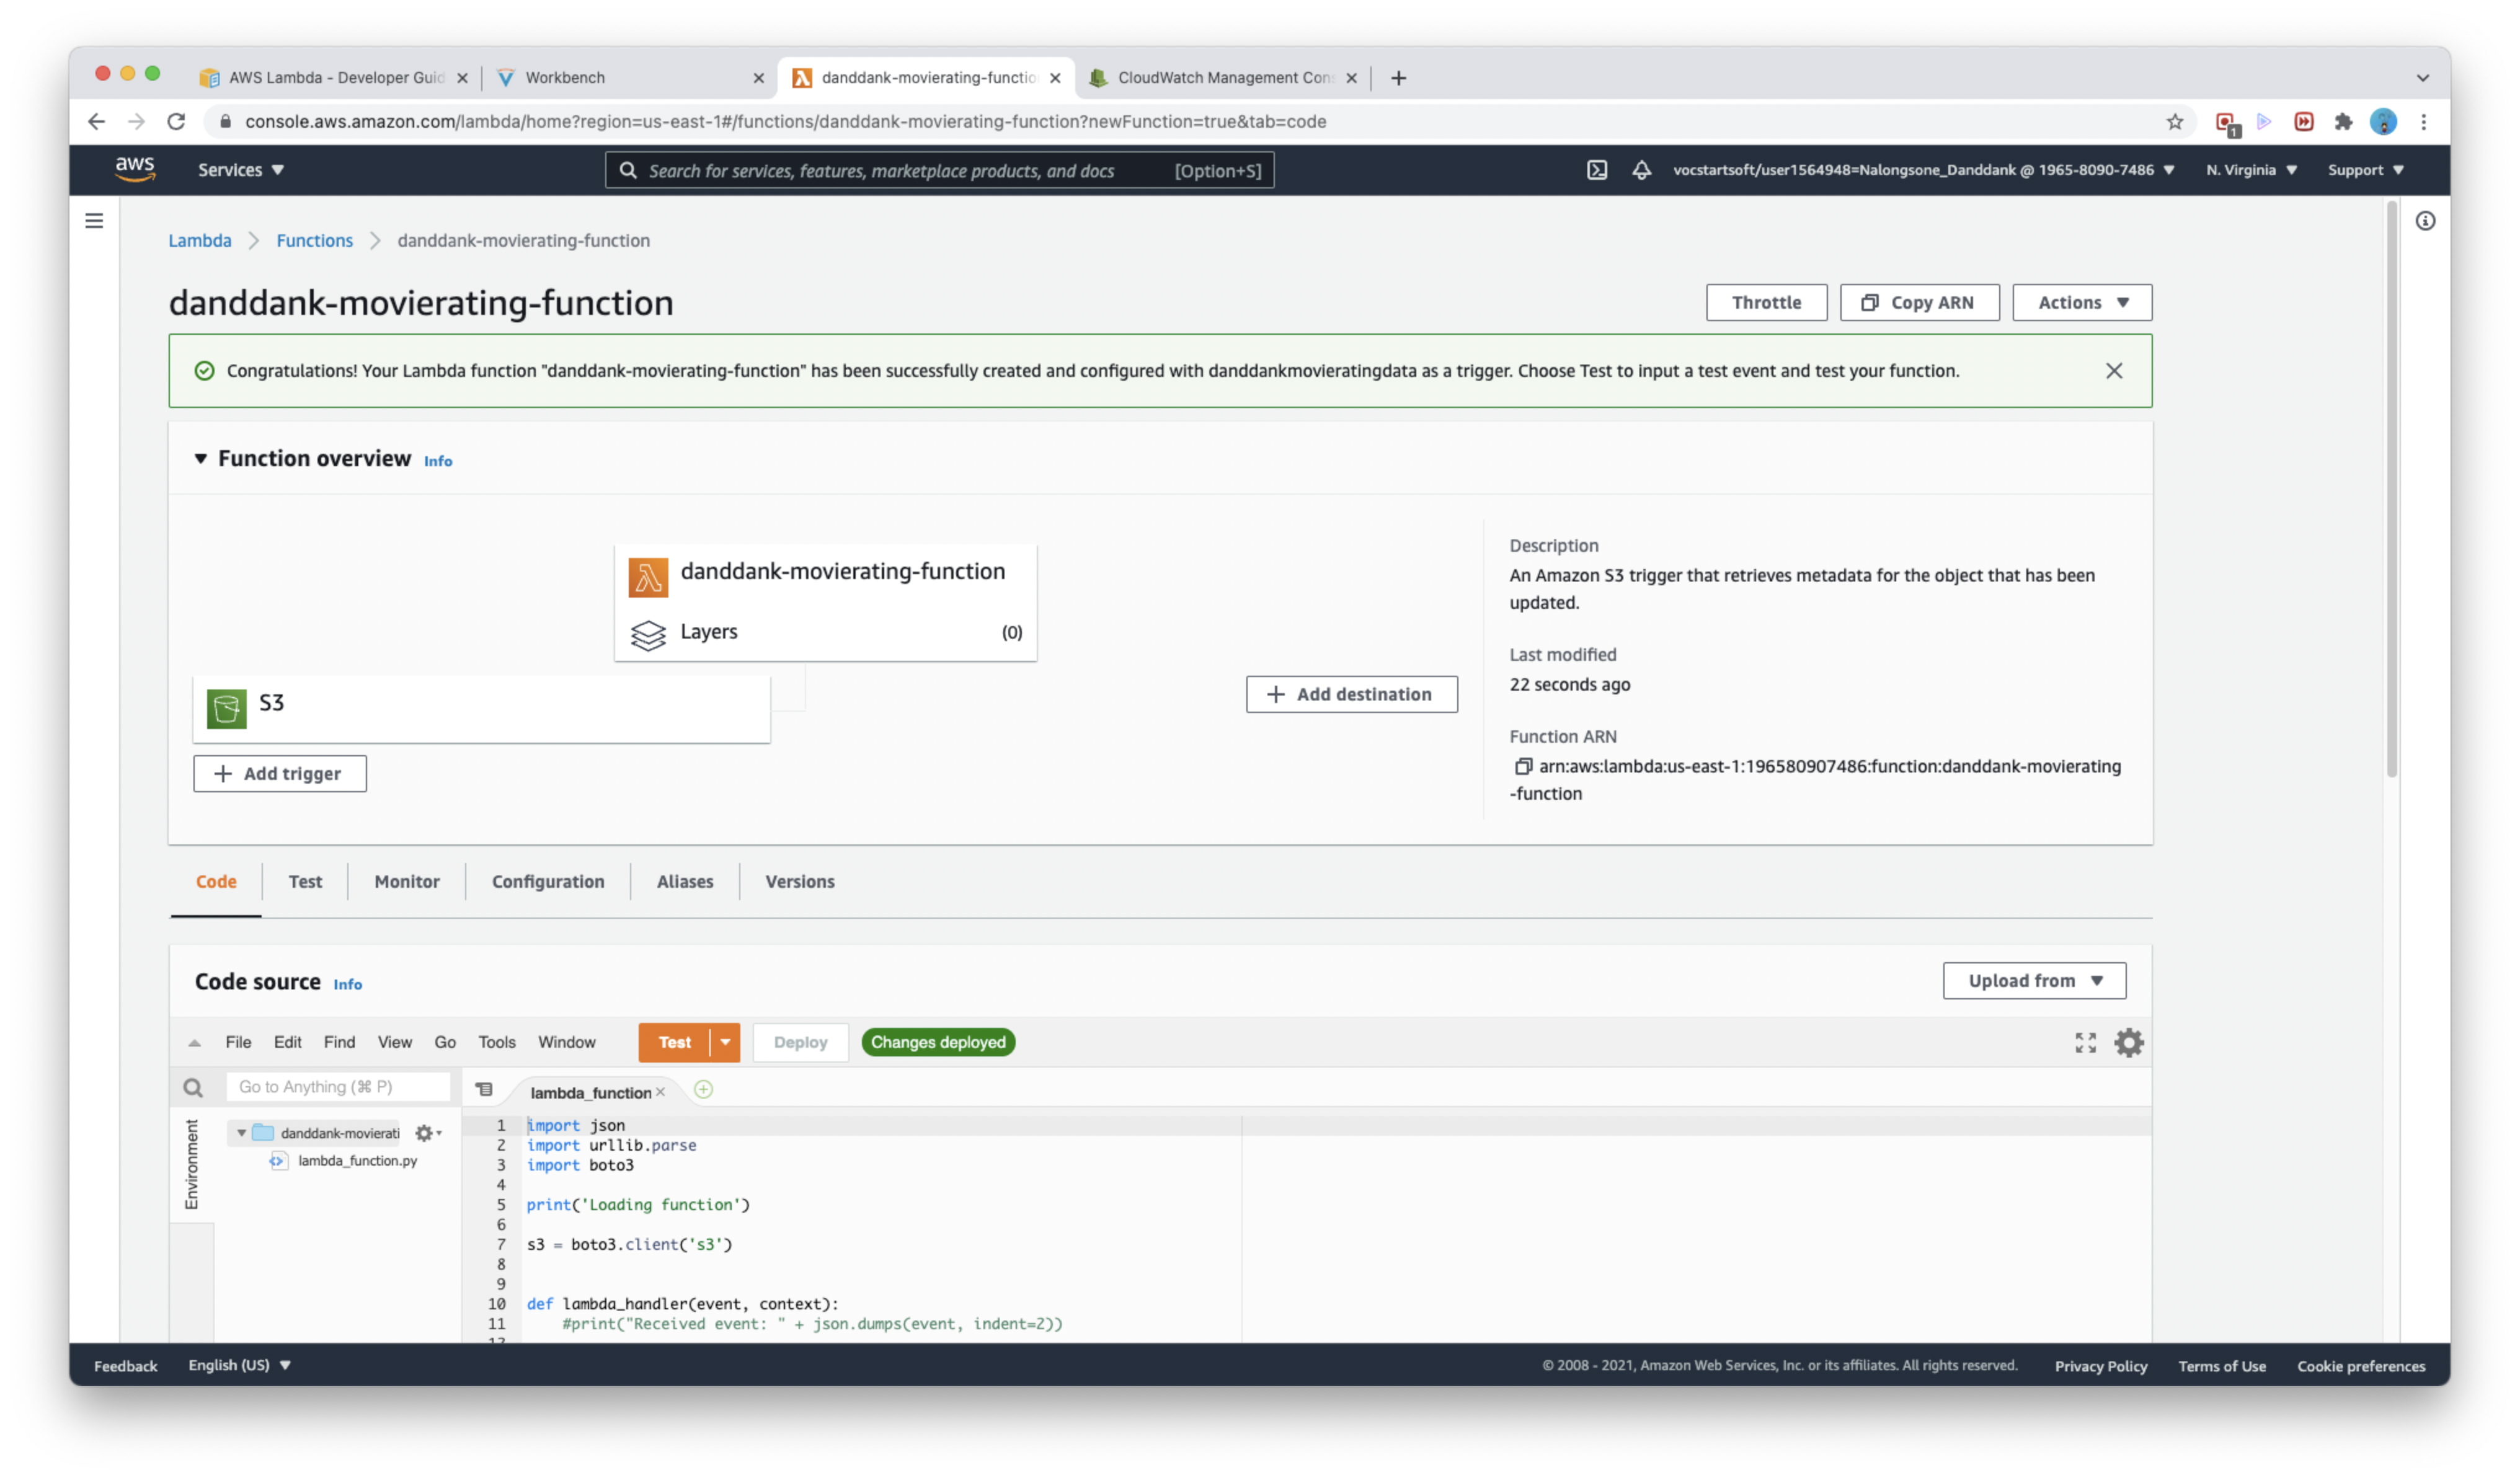 AWS Lambda - Developer Guid
Workbench
danddank-movierating-functio
CloudWatch Management Con
console.aws.amazon.com/lambda/home?region=us-east-1#/functions/danddank-movierating-function?newFunction=true&tab=code
1
aws
Services
Search for services, features, marketplace products, and docs
[Option+S]
vocstartsoft/user1564948=Nalongsone_Danddank @ 1965-8090-7486
N. Virginia
Support
Lambda
Functions
danddank-movierating-function
danddank-movierating-function
Throttle
Copy ARN
Actions
Congratulations! Your Lambda function "danddank-movierating-function" has been successfully created and configured with danddankmovieratingdata as a trigger. Choose Test to input a test event and test your function.
Function overview
Info
danddank-movierating-function
Layers
(0)
S3
Add trigger
Add destination
Description
An Amazon S3 trigger that retrieves metadata for the object that has been
updated.
Last modified
22 seconds ago
Function ARN
arn:aws:lambda:us-east-1:196580907486:function:danddank-movierating
-function
Code
Test
Monitor
Configuration
Aliases
Versions
Code source
Info
Upload from
File
Edit
Find
View
Go
Tools
Window
Test
Deploy
Changes deployed
Go to Anything (⌘ P)
lambda_function
Environment
danddank-movierati
lambda_function.py
1 import json
2 import urllib.parse
3 import boto3
4
5 print('Loading function')
6
7 s3 = boto3.client('s3')
8
9
10 def lambda_handler(event, context):
11 #print("Received event: " + json.dumps(event, indent=2))
Feedback
English (US)
© 2008 - 2021, Amazon Web Services, Inc. or its affiliates. All rights reserved.
Privacy Policy
Terms of Use
Cookie preferences